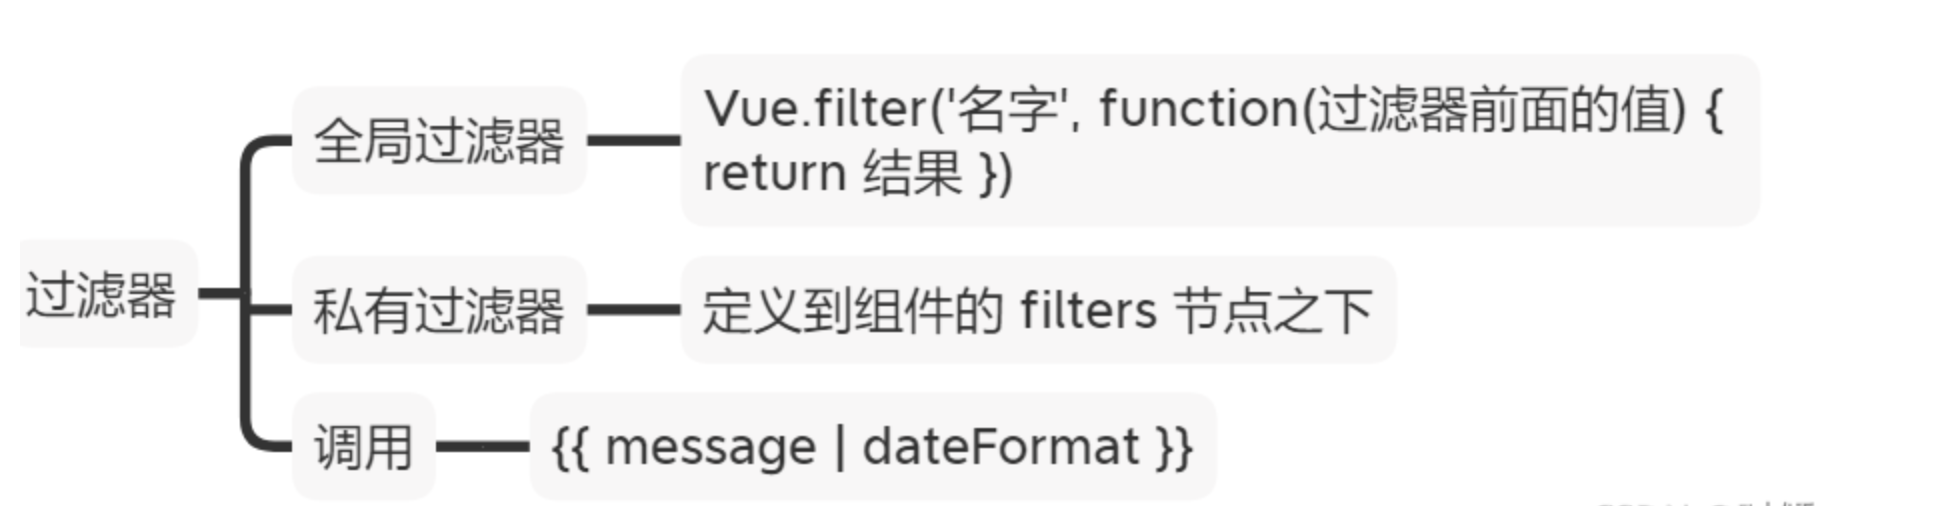 全局过滤器
Vue.filter('名字', function(过滤器前面的值) {
return 结果 })
过滤器
私有过滤器
定义到组件的 filters 节点之下
调用
{{ message | dateFormat }}